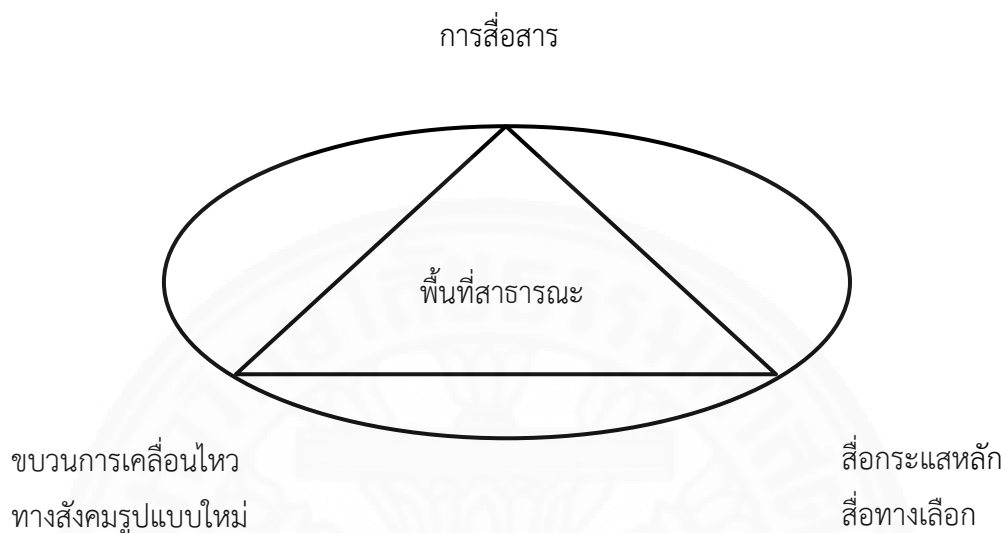 การสื่อสาร
พื้นที่สาธารณะ
ขบวนการเคลื่อนไหว
ทางสังคมรูปแบบใหม่
สื่อกระแสหลัก
สื่อทางเลือก